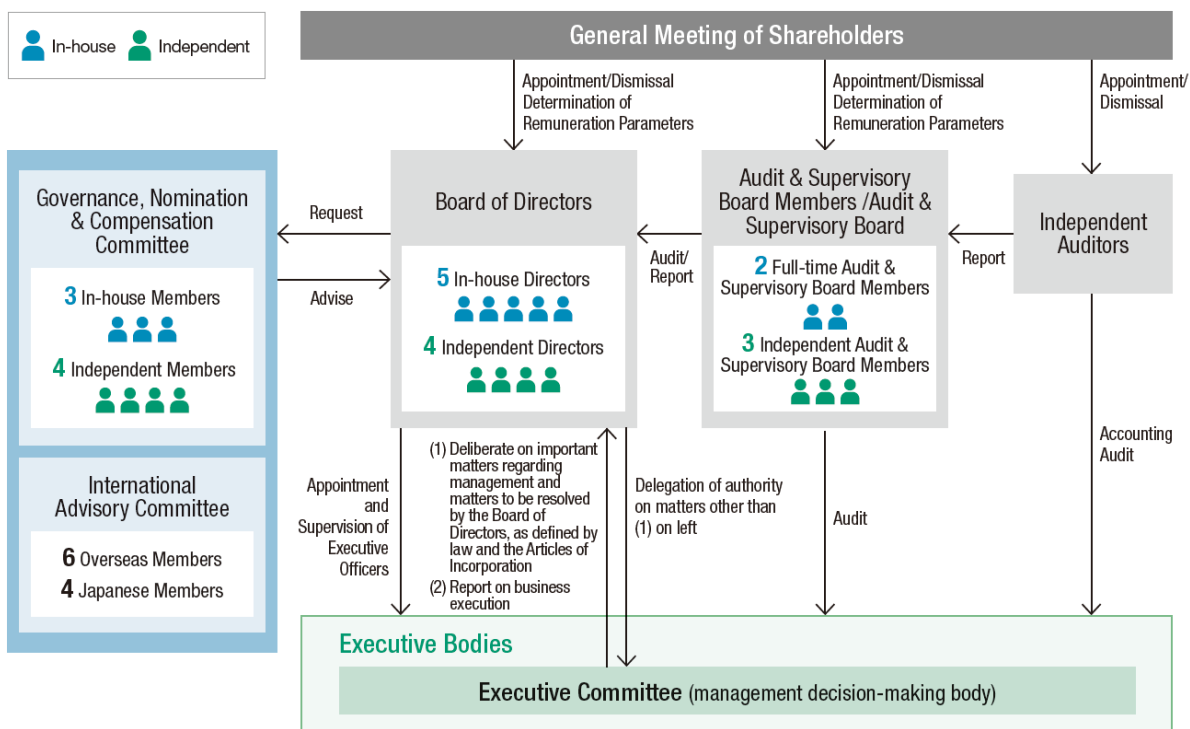 In-house
Independent
General Meeting of Shareholders
Appointment/Dismissal
Determination of
Remuneration Parameters
Appointment/Dismissal
Determination of
Remuneration Parameters
Appointment/
Dismissal
Governance, Nomination
& Compensation
Committee
3 In-house Members
4 Independent Members
International
Advisory Committee
6 Overseas Members
4 Japanese Members
Request
Advise
Board of Directors
5 In-house Directors
4 Independent Directors
Audit/
Report
Audit & Supervisory
Board Members /Audit &
Supervisory Board
2 Full-time Audit &
Supervisory Board Members
3 Independent Audit &
Supervisory Board Members
Report
Independent
Auditors
Appointment
and
Supervision of
Executive
Officers
(1) Deliberate on important
matters regarding
management and
matters to be resolved
by the Board of
Directors, as defined by
law and the Articles of
Incorporation
(2) Report on business
execution
Delegation of authority
on matters other than
(1) on left
Audit
Accounting
Audit
Executive Bodies
Executive Committee (management decision-making body)